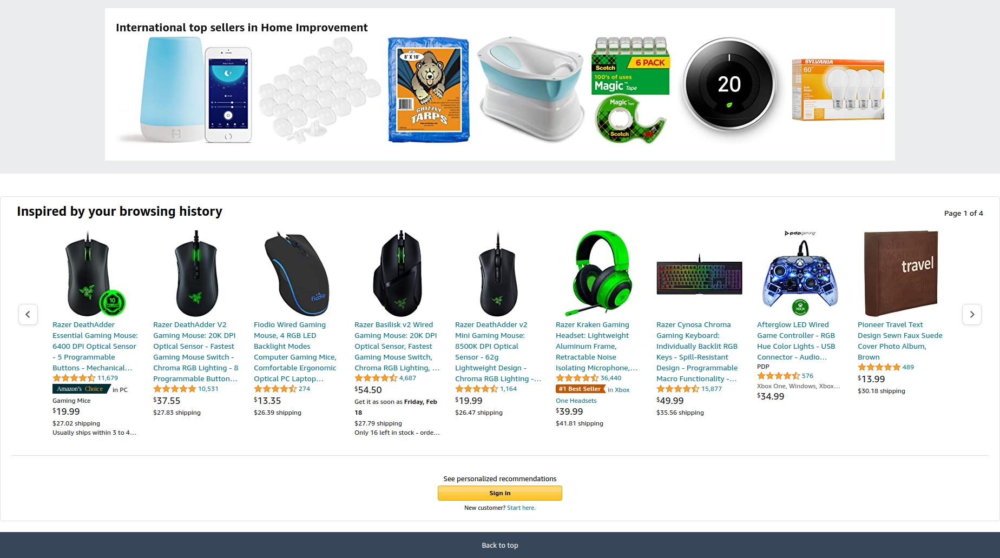 International top sellers in Home Improvement
8' X 10'
GRIZZLY
TARPS
Scotch
6 PACK
100's of uses
Magic™ Tape
Magic™ Tape
Scotch
3M
20
SYLVANIA
60
Soft
White
800
Inspired by your browsing history
Page 1 of 4
10
MILLION
fiodio
pdpgaming
XBOX
travel
Razer DeathAdder
Essential Gaming Mouse:
6400 DPI Optical Sensor
- 5 Programmable
Buttons - Mechanical…
11,679
Amazon's Choice in PC
Gaming Mice
$19.99
$27.02 shipping
Usually ships within 3 to 4…
Razer DeathAdder V2
Gaming Mouse: 20K DPI
Optical Sensor - Fastest
Gaming Mouse Switch -
Chroma RGB Lighting - 8
Programmable Button…
10,531
$37.55
$27.83 shipping
Fiodio Wired Gaming
Mouse, 4 RGB LED
Backlight Modes
Computer Gaming Mice,
Comfortable Ergonomic
Optical PC Laptop…
274
$13.35
$26.39 shipping
Razer Basilisk v2 Wired
Gaming Mouse: 20K DPI
Optical Sensor, Fastest
Gaming Mouse Switch,
Chroma RGB Lighting, …
4,687
$54.50
Get it as soon as Friday, Feb
18
$27.79 shipping
Only 16 left in stock - orde…
Razer DeathAdder v2
Mini Gaming Mouse:
8500K DPI Optical
Sensor - 62g
Lightweight Design -
Chroma RGB Lighting -…
1,164
$19.99
$26.47 shipping
Razer Kraken Gaming
Headset: Lightweight
Aluminum Frame,
Retractable Noise
Isolating Microphone,…
36,440
#1 Best Seller in Xbox
One Headsets
$39.99
$41.81 shipping
Razer Cynosa Chroma
Gaming Keyboard:
Individually Backlit RGB
Keys - Spill-Resistant
Design - Programmable
Macro Functionality -…
15,877
$49.99
$35.56 shipping
Afterglow LED Wired
Game Controller - RGB
Hue Color Lights - USB
Connector - Audio…
PDP
576
Xbox One, Windows, Xbox…
$34.99
Pioneer Travel Text
Design Sewn Faux Suede
Cover Photo Album,
Brown
489
$13.99
$30.18 shipping
See personalized recommendations
Sign in
New customer? Start here.
Back to top